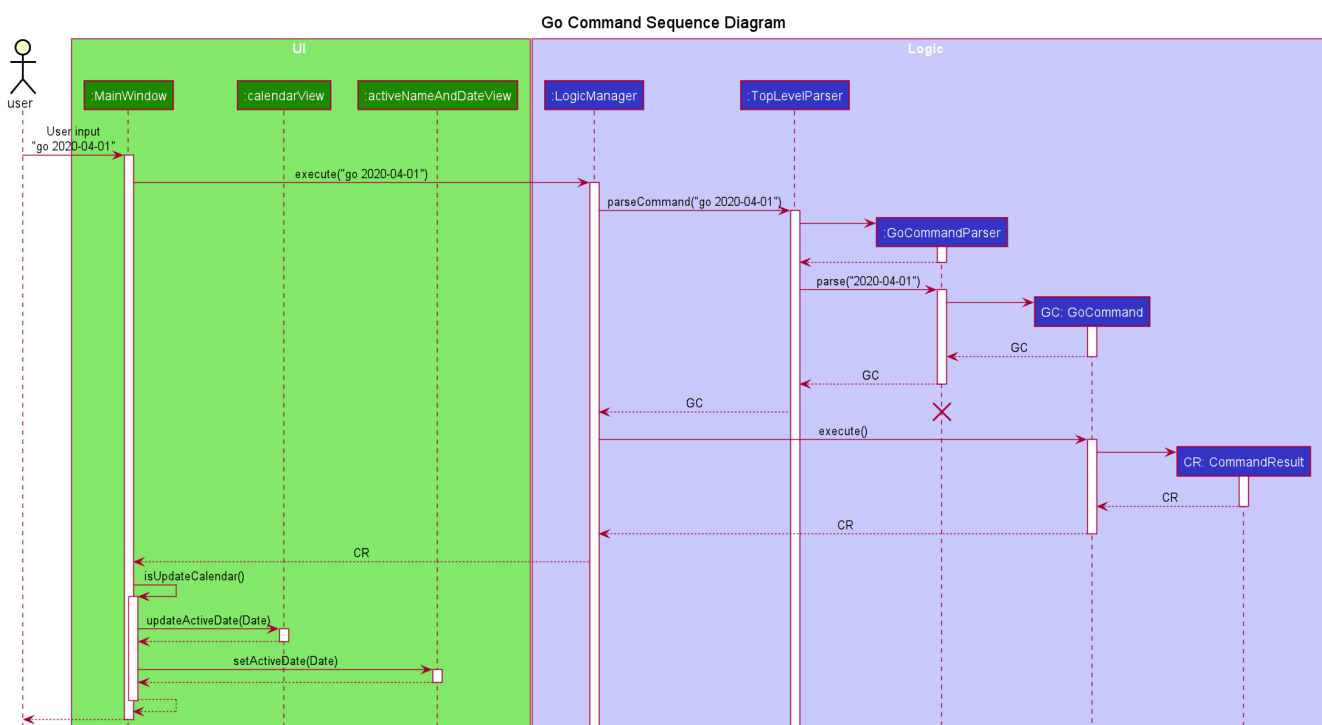 Go Command Sequence Diagram
UI
Logic
user
:MainWindow
:calendarView
:activeNameAndDateView
:LogicManager
:TopLevelParser
User input
"go 2020-04-01"
execute("go 2020-04-01")
parseCommand("go 2020-04-01")
:GoCommandParser
parse("2020-04-01")
GC: GoCommand
GC
GC
GC
execute()
CR: CommandResult
CR
CR
CR
isUpdateCalendar()
updateActiveDate(Date)
setActiveDate(Date)